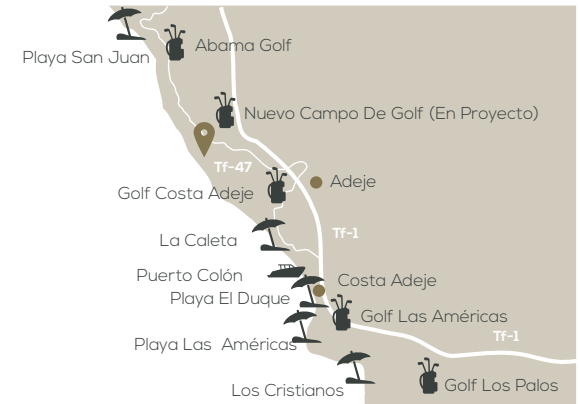 Abama Golf
Playa San Juan
Nuevo Campo De Golf (En Proyecto)
Tf-47
Adeje
Golf Costa Adeje
Tf-1
La Caleta
Puerto Colón
Costa Adeje
Playa El Duque
Golf Las Américas
Tf-1
Playa Las Américas
Golf Los Palos
Los Cristianos